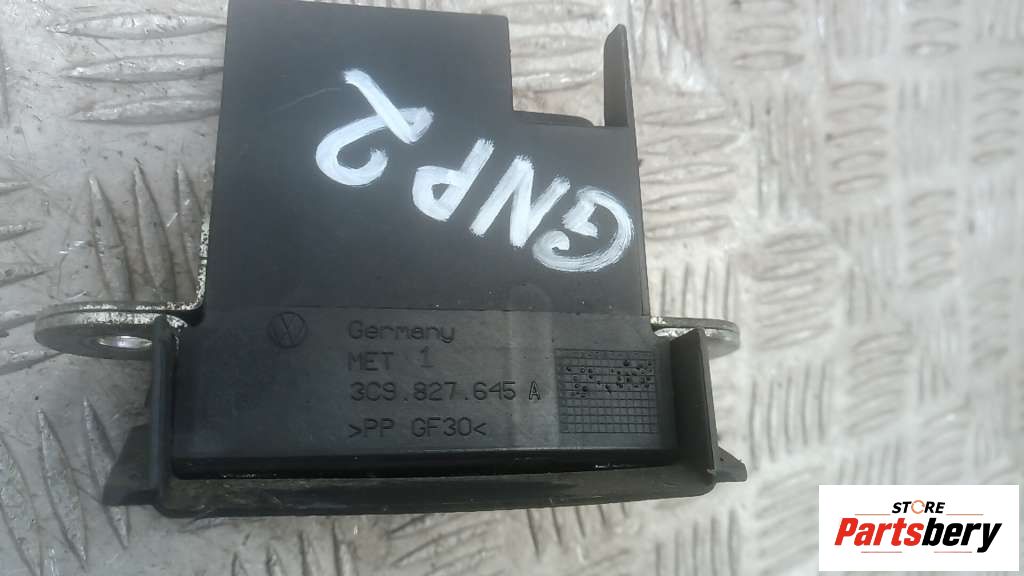 GNP2
R
Germany
MET 1
3C9.827.645 A
>PP GF30<
STORE
Partsbery